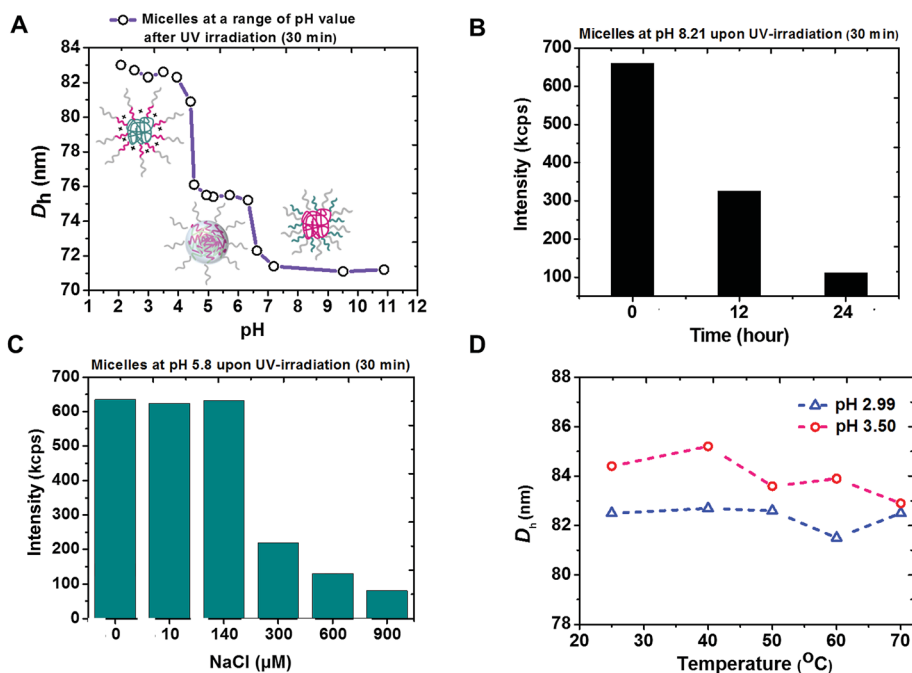 A
Micelles at a range of pH value
after UV irradiation (30 min)
84
82
80
78
76
74
72
70
Dh (nm)
1 2 3 4 5 6 7 8 9 10 11 12
pH
B
Micelles at pH 8.21 upon UV-irradiation (30 min)
700
600
500
400
300
200
100
Intensity (kcps)
0 12 24
Time (hour)
C
Micelles at pH 5.8 upon UV-irradiation (30 min)
700
600
500
400
300
200
100
0
Intensity (kcps)
0 10 140 300 600 900
NaCl (µM)
D
pH 2.99
pH 3.50
88
86
84
82
80
78
Dh (nm)
20 30 40 50 60 70
Temperature (OC)